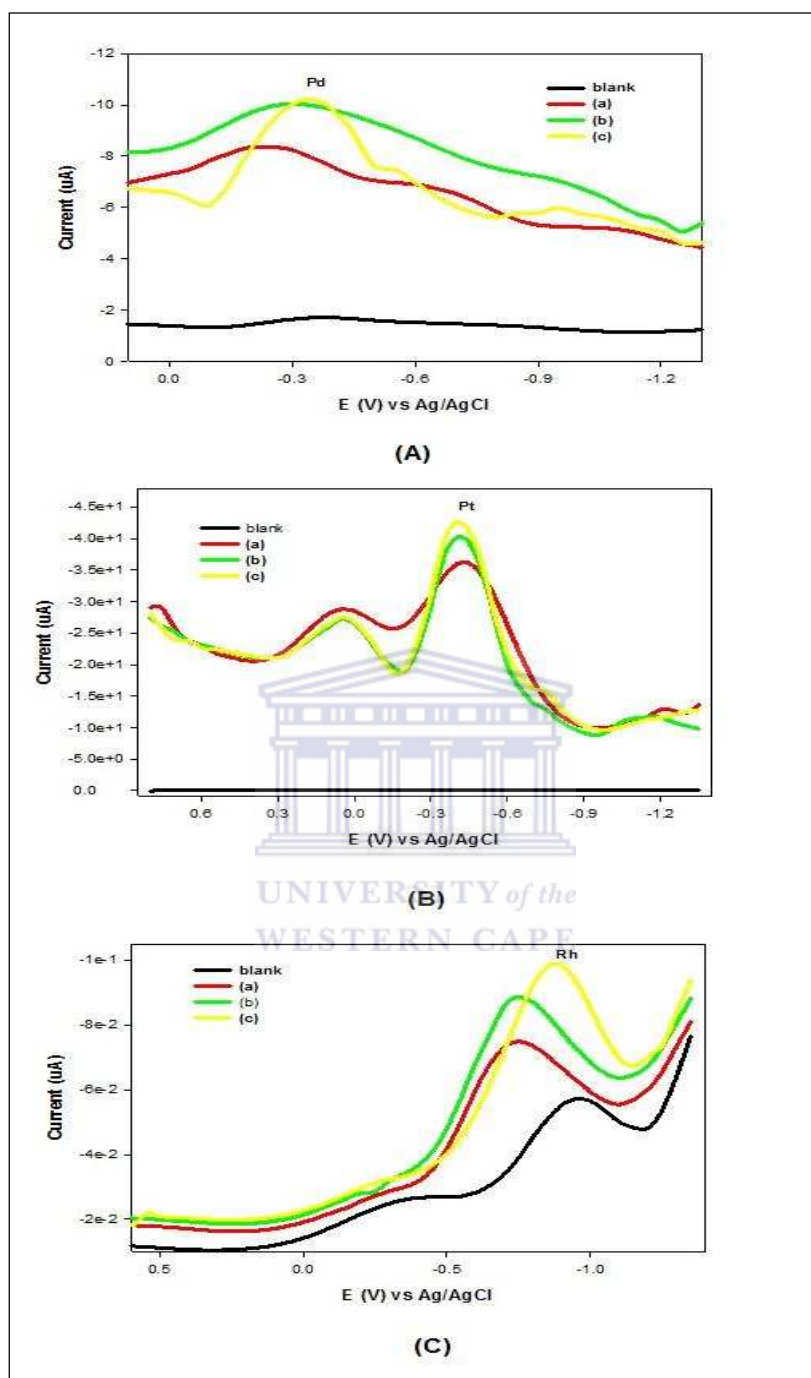 -12
-10
-8
-6
-4
-2
0
Current (uA)
Pd
blank
(a)
(b)
(c)
0.0 -0.3 -0.6 -0.9 -1.2
E (V) vs Ag/AgCl
(A)
-4.5e+1
-4.0e+1
-3.5e+1
-3.0e+1
-2.5e+1
-2.0e+1
-1.5e+1
-1.0e+1
-5.0e+0
0.0
Current (uA)
Pt
blank
(a)
(b)
(c)
0.6 0.3 0.0 -0.3 -0.6 -0.9 -1.2
E (V) vs Ag/AgCl
(B)
UNIVERSITY of the
WESTERN CAPE
-1e-1
-8e-2
-6e-2
-4e-2
-2e-2
Current (uA)
Rh
blank
(a)
(b)
(c)
0.5 0.0 -0.5 -1.0
E (V) vs Ag/AgCl
(C)